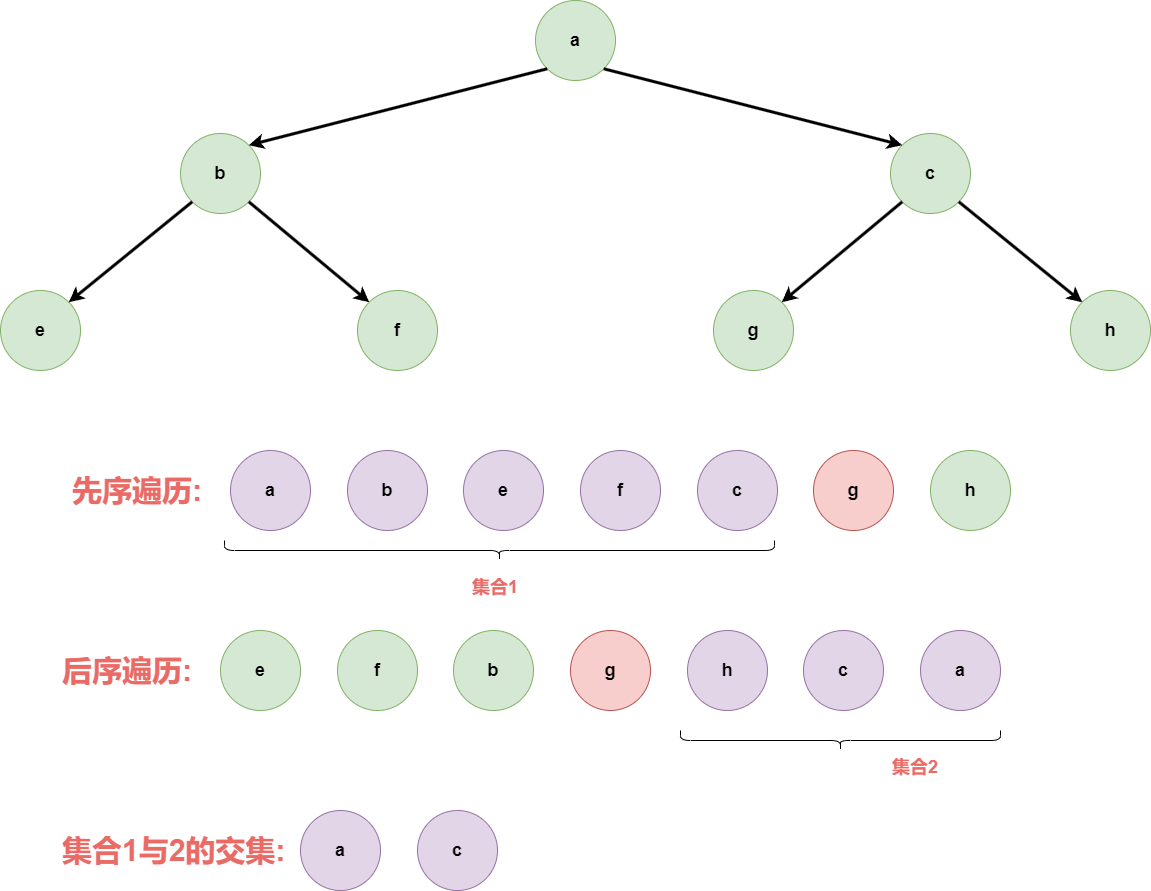 a
b c
e f g h
先序遍历: a b e f c g h
集合1
后序遍历: e f b g h c a
集合2
集合1与2的交集: a c